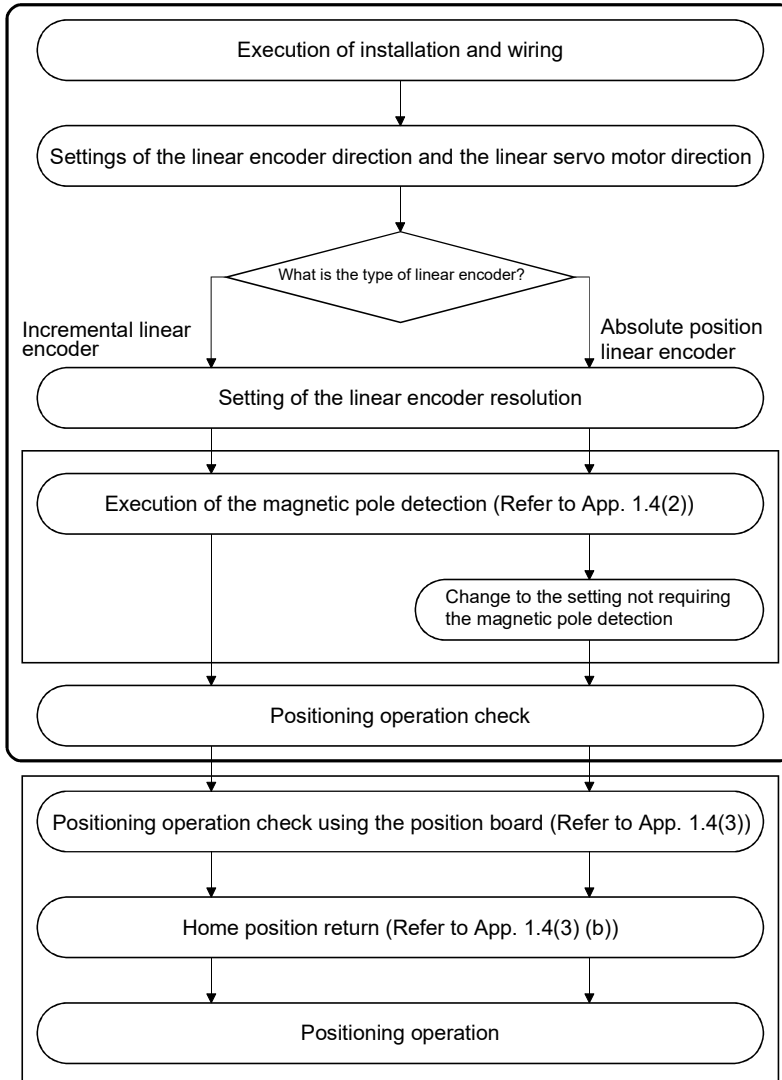 Execution of installation and wiring
Settings of the linear encoder direction and the linear servo motor direction
What is the type of linear encoder?
Incremental linear
encoder
Absolute position
linear encoder
Setting of the linear encoder resolution
Execution of the magnetic pole detection (Refer to App. 1.4(2))
Change to the setting not requiring
the magnetic pole detection
Positioning operation check
Positioning operation check using the position board (Refer to App. 1.4(3))
Home position return (Refer to App. 1.4(3) (b))
Positioning operation